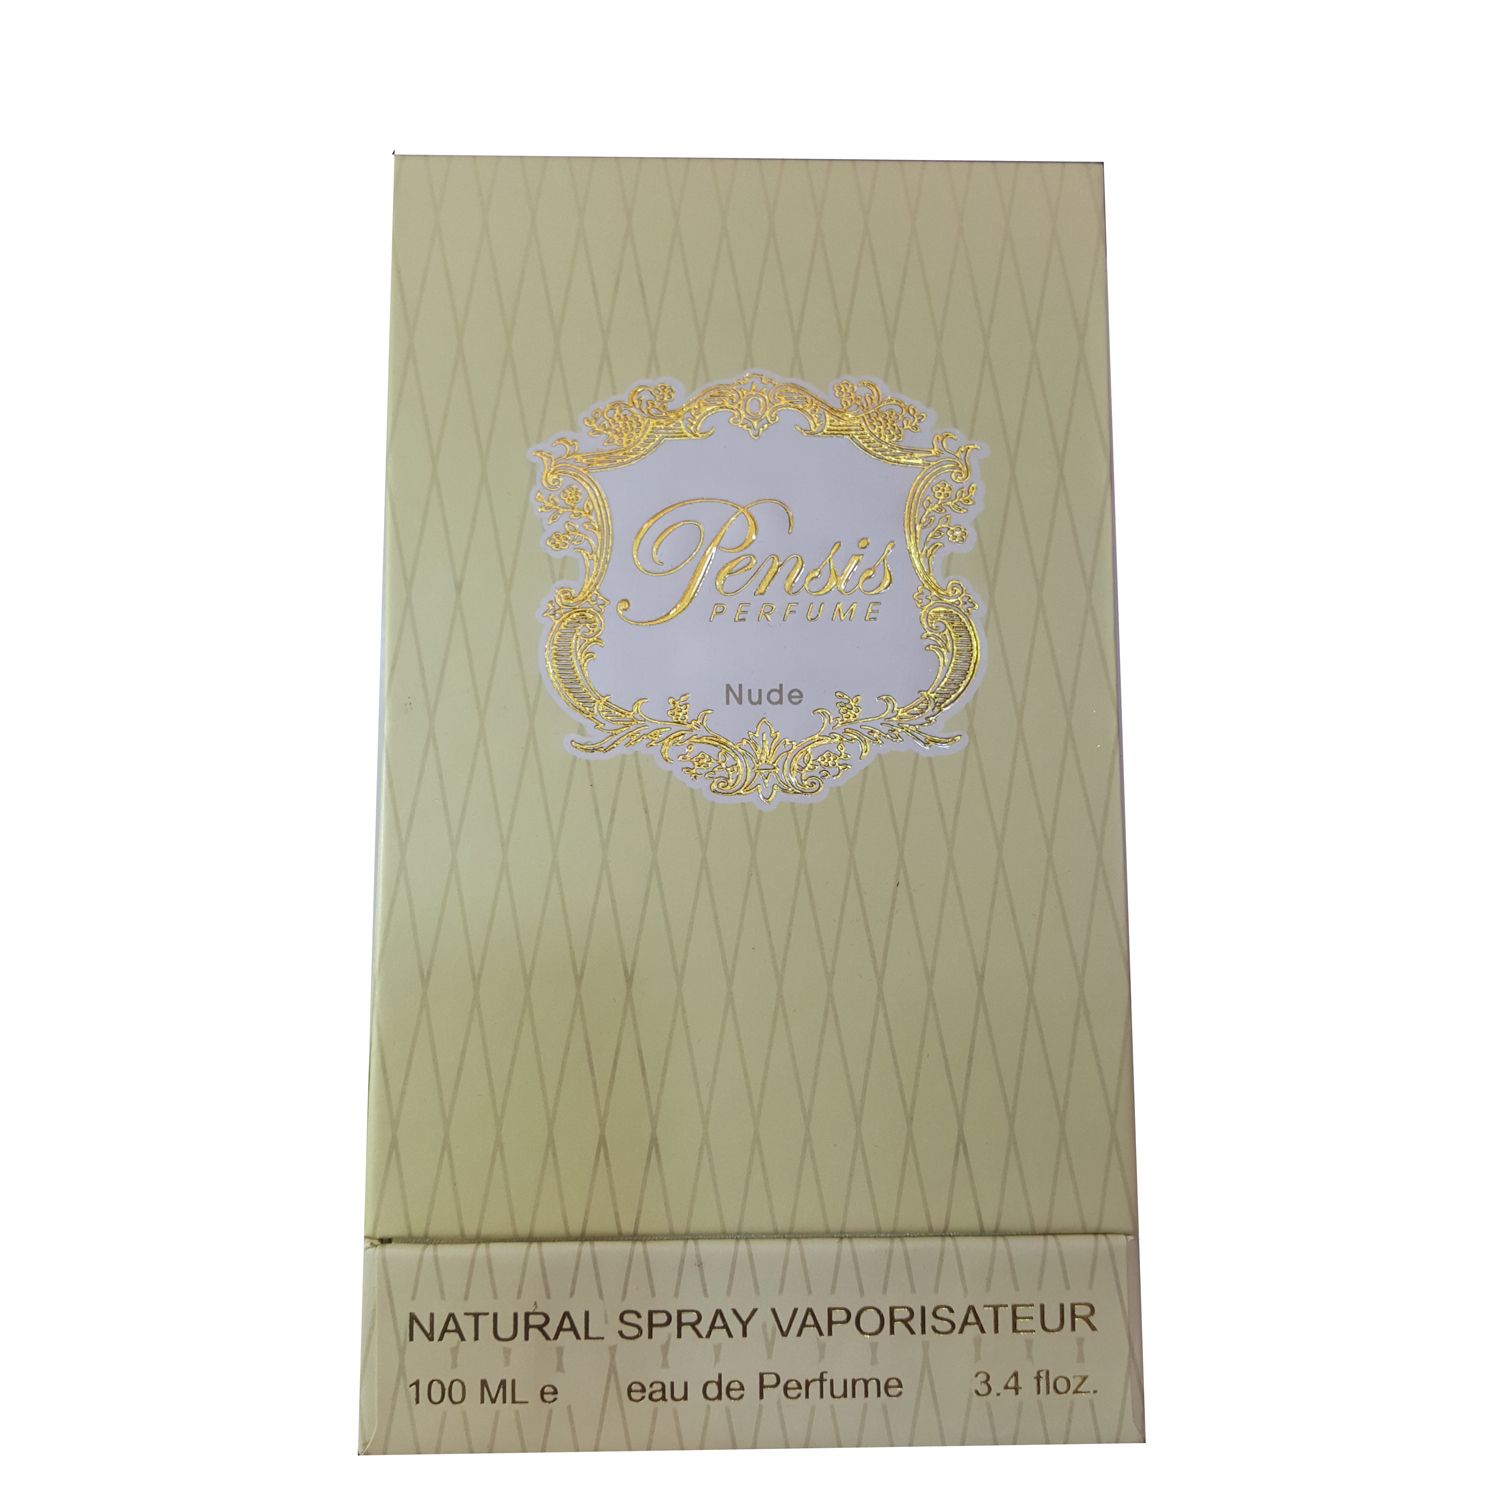 Pensis
PERFUME
Nude
NATURAL SPRAY VAPORISATEUR
100 ML e eau de Perfume 3.4 floz.